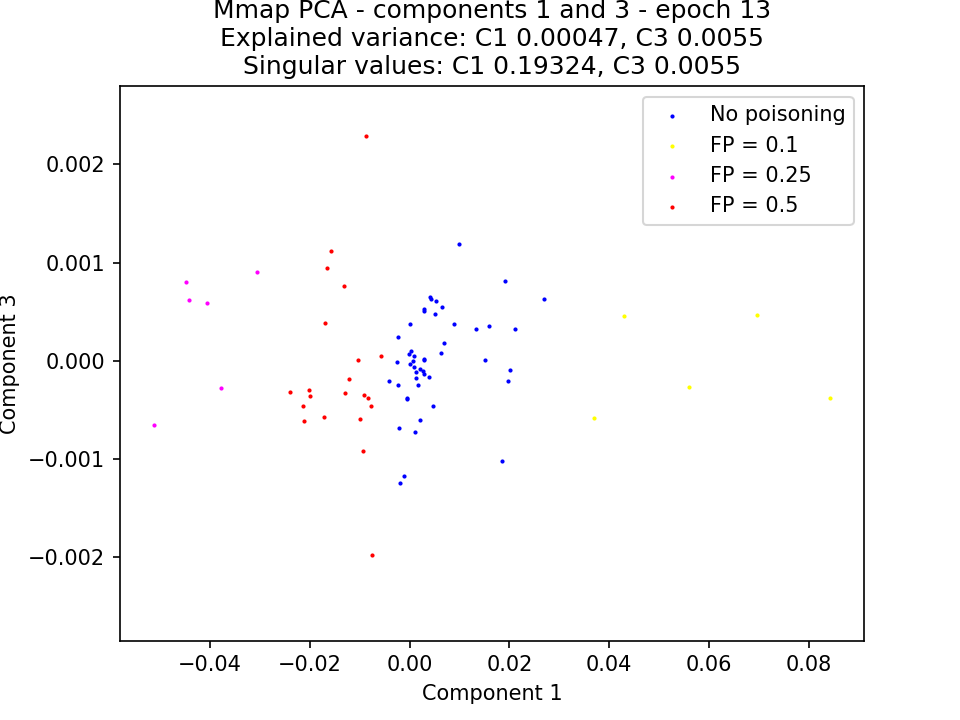 Mmap PCA - components 1 and 3 - epoch 13
Explained variance: C1 0.00047, C3 0.0055
Singular values: C1 0.19324, C3 0.0055
No poisoning
FP = 0.1
FP = 0.25
FP = 0.5
0.002
0.001
0.000
−0.001
−0.002
Component 3
−0.04 −0.02 0.00 0.02 0.04 0.06 0.08
Component 1